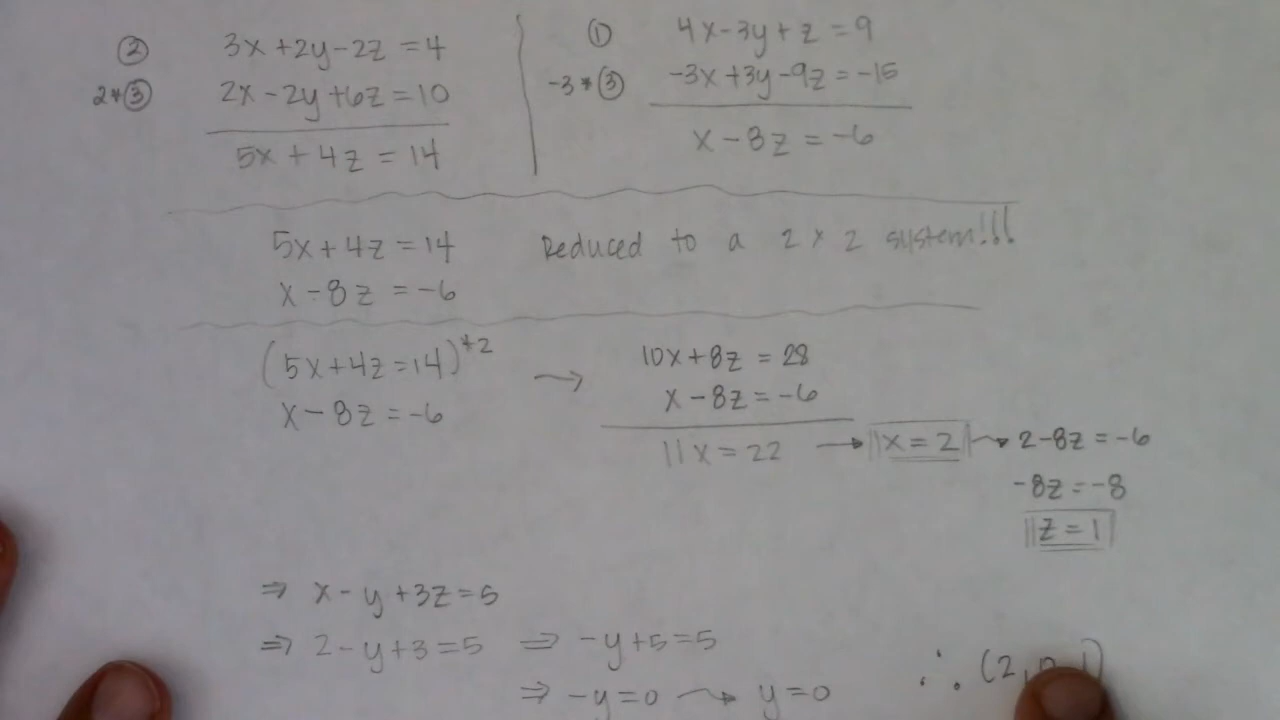 ② 3x+2y-2z=4
2*③ 2x-2y+6z=10
5x+4z=14
① 4x-3y+z=9
-3*③ -3x+3y-9z=-15
x-8z=-6
5x+4z=14 Reduced to a 2x2 system!!!
x-8z=-6
(5x+4z=14)*2 → 10x+8z=28
x-8z=-6 x-8z=-6
11x=22 → x=2 → 2-8z=-6
-8z=-8
z=1
⇒ x-y+3z=5
⇒ 2-y+3=5 ⇒ -y+5=5
⇒ -y=0 → y=0
∴ (2,